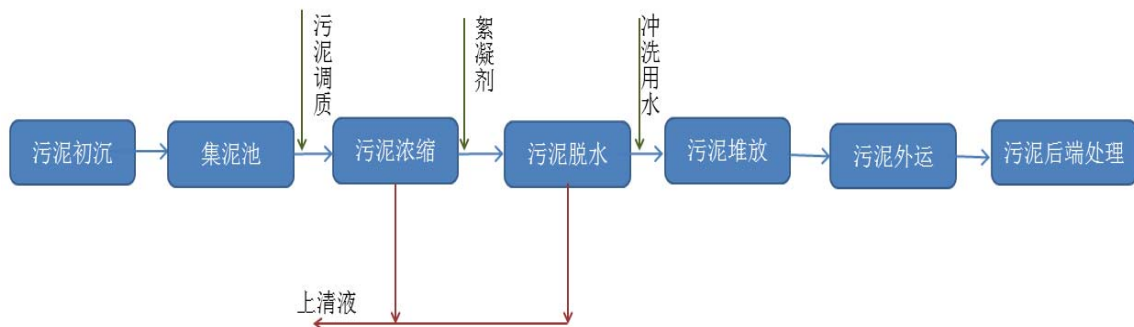 污泥调质
絮凝剂
冲洗用水
污泥初沉
集泥池
污泥浓缩
污泥脱水
污泥堆放
污泥外运
污泥后端处理
上清液